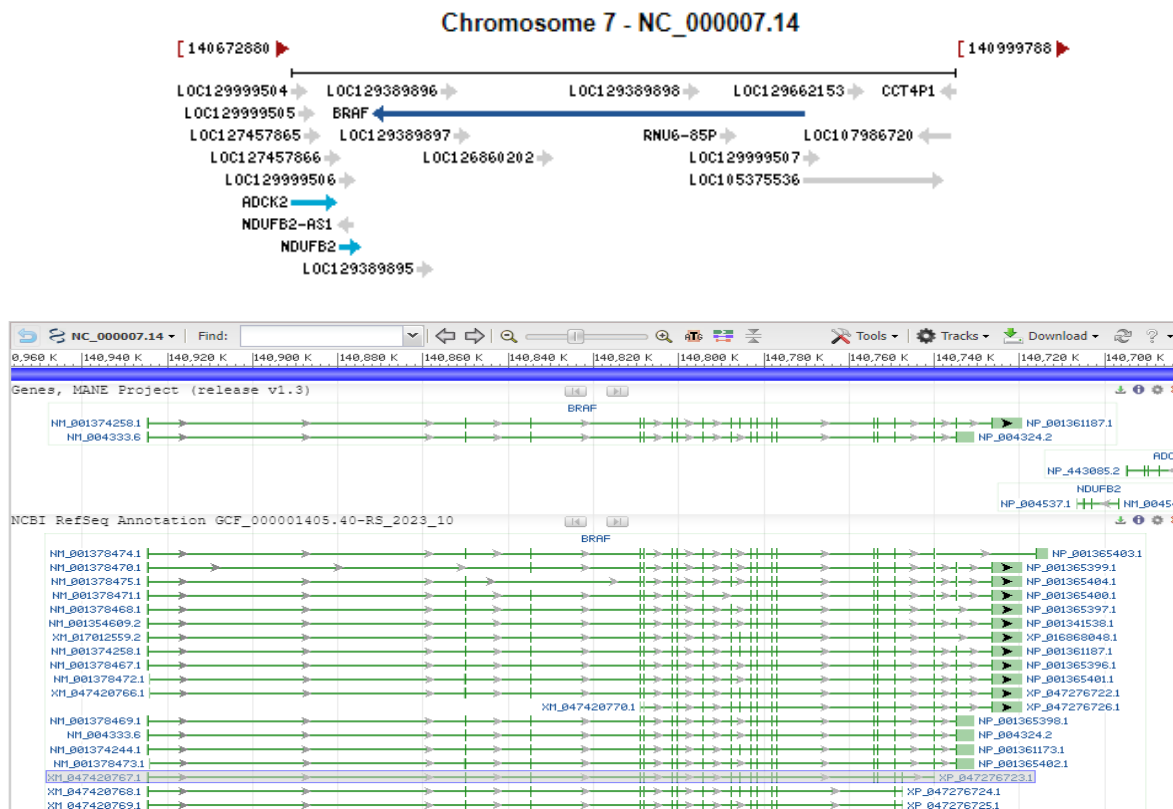 Chromosome 7 - NC_000007.14
[140672880 [140999788
LOC129999504 LOC129389896 LOC129389898 LOC129662153 CCT4P1
LOC129999505 BRAF
LOC127457865 LOC129389897 RNU6-85P LOC107986720
LOC127457866 LOC126860202 LOC129999507
LOC129999506 LOC105375536
ADCK2
NDUFB2-AS1
NDUFB2
LOC129389895
NC_000007.14 Find: Tools Tracks Download ?
0,960 K 140,940 K 140,920 K 140,900 K 140,880 K 140,860 K 140,840 K 140,820 K 140,800 K 140,780 K 140,760 K 140,740 K 140,720 K 140,700 K
Genes, MANE Project (release v1.3)
BRAF
NM_001374258.1 NP_001361187.1
NM_004333.6 NP_004324.2
ADC
NP_443085.2
NDUFB2
NP_004537.1 NM_0045
NCBI RefSeq Annotation GCF_000001405.40-RS_2023_10
BRAF
NM_001378474.1 NP_001365403.1
NM_001378470.1 NP_001365399.1
NM_001378475.1 NP_001365404.1
NM_001378471.1 NP_001365400.1
NM_001378468.1 NP_001365397.1
NM_001354609.2 NP_001341538.1
XM_017012559.2 XP_016868048.1
NM_001374258.1 NP_001361187.1
NM_001378467.1 NP_001365396.1
NM_001378472.1 NP_001365401.1
XM_047420766.1 XP_047276722.1
XM_047420770.1 XP_047276726.1
NM_001378469.1 NP_001365398.1
NM_004333.6 NP_004324.2
NM_001374244.1 NP_001361173.1
NM_001378473.1 NP_001365402.1
XM_047420767.1 XP_047276723.1
XM_047420768.1 XP_047276724.1
XM_047420769.1 XP_047276725.1